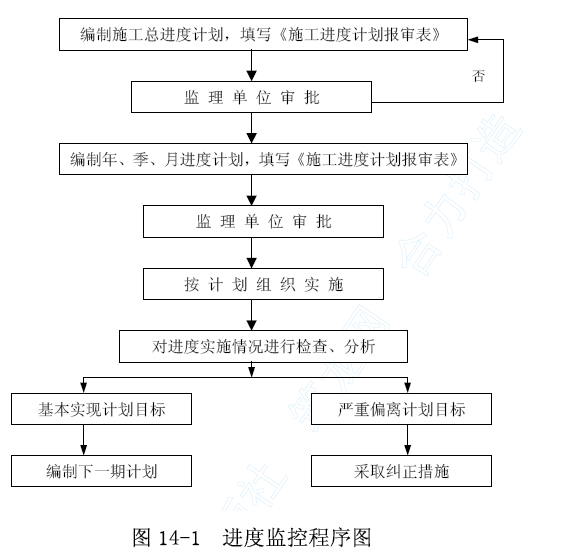 编制施工总进度计划，填写《施工进度计划报审表》
否
监理单位审批
编制年、季、月进度计划，填写《施工进度计划报审表》
监理单位审批
按计划组织实施
对进度实施情况进行检查、分析
基本实现计划目标
严重偏离计划目标
编制下一期计划
采取纠正措施
合力打造
图 14-1 进度监控程序图